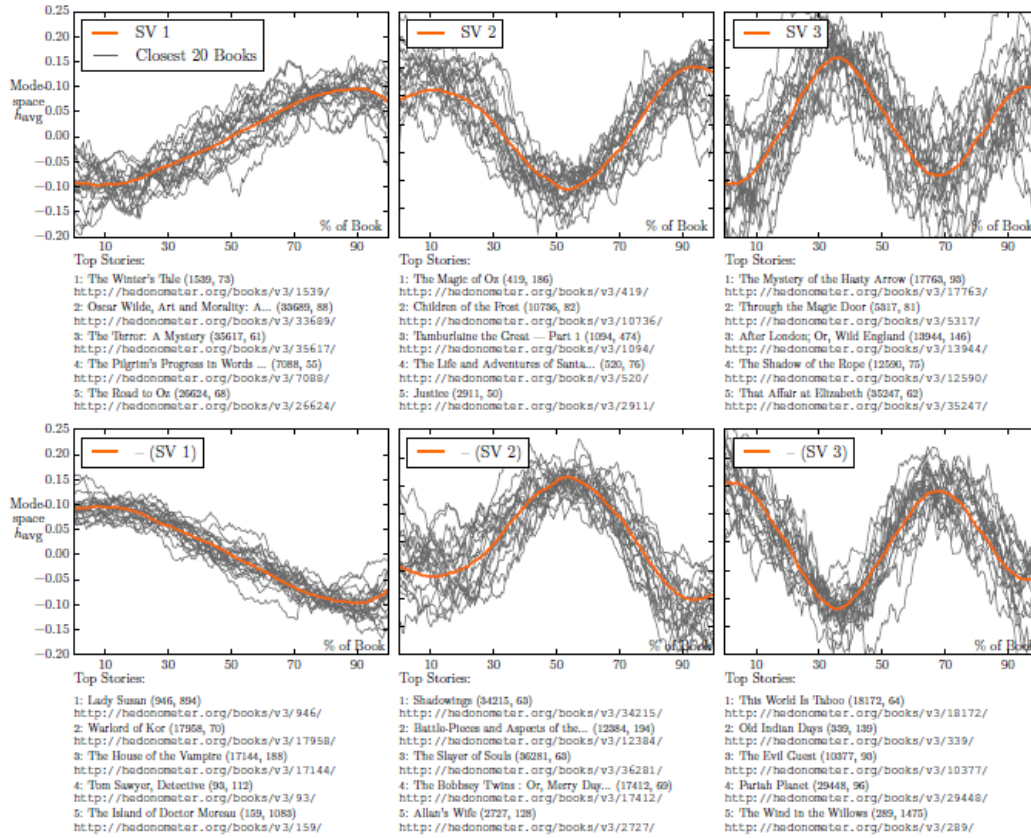 SV 1
Closest 20 Books
SV 2
SV 3
0.25
0.20
0.15
0.10
0.05
0.00
−0.05
−0.10
−0.15
−0.20
Mode
space
havg
% of Book
% of Book
% of Book
10 30 50 70 90
10 30 50 70 90
10 30 50 70 90
Top Stories:
1: The Winter's Tale (1539, 73)
http://hedonometer.org/books/v3/1539/
2: Oscar Wilde, Art and Morality: A... (33689, 88)
http://hedonometer.org/books/v3/33689/
3: The Terror: A Mystery (35617, 61)
http://hedonometer.org/books/v3/35617/
4: The Pilgrim's Progress in Words ... (7088, 55)
http://hedonometer.org/books/v3/7088/
5: The Road to Oz (26624, 68)
http://hedonometer.org/books/v3/26624/
Top Stories:
1: The Magic of Oz (419, 186)
http://hedonometer.org/books/v3/419/
2: Children of the Frost (10736, 82)
http://hedonometer.org/books/v3/10736/
3: Tamburlaine the Great — Part 1 (1094, 474)
http://hedonometer.org/books/v3/1094/
4: The Life and Adventures of Santa... (520, 76)
http://hedonometer.org/books/v3/520/
5: Justice (2911, 50)
http://hedonometer.org/books/v3/2911/
Top Stories:
1: The Mystery of the Hasty Arrow (17763, 93)
http://hedonometer.org/books/v3/17763/
2: Through the Magic Door (5317, 81)
http://hedonometer.org/books/v3/5317/
3: After London; Or, Wild England (13944, 146)
http://hedonometer.org/books/v3/13944/
4: The Shadow of the Rope (12590, 75)
http://hedonometer.org/books/v3/12590/
5: That Affair at Elizabeth (35247, 62)
http://hedonometer.org/books/v3/35247/
− (SV 1)
− (SV 2)
− (SV 3)
0.25
0.20
0.15
0.10
0.05
0.00
−0.05
−0.10
−0.15
−0.20
Mode
space
havg
% of Book
% of Book
% of Book
10 30 50 70 90
10 30 50 70 90
10 30 50 70 90
Top Stories:
1: Lady Susan (946, 894)
http://hedonometer.org/books/v3/946/
2: Warlord of Kor (17958, 70)
http://hedonometer.org/books/v3/17958/
3: The House of the Vampire (17144, 188)
http://hedonometer.org/books/v3/17144/
4: Tom Sawyer, Detective (93, 112)
http://hedonometer.org/books/v3/93/
5: The Island of Doctor Moreau (159, 1083)
http://hedonometer.org/books/v3/159/
Top Stories:
1: Shadowings (34215, 63)
http://hedonometer.org/books/v3/34215/
2: Battle-Pieces and Aspects of the... (12384, 194)
http://hedonometer.org/books/v3/12384/
3: The Slayer of Souls (36281, 63)
http://hedonometer.org/books/v3/36281/
4: The Bobbsey Twins : Or, Merry Day... (17412, 69)
http://hedonometer.org/books/v3/17412/
5: Allan's Wife (2727, 128)
http://hedonometer.org/books/v3/2727/
Top Stories:
1: This World Is Taboo (18172, 64)
http://hedonometer.org/books/v3/18172/
2: Old Indian Days (339, 139)
http://hedonometer.org/books/v3/339/
3: The Evil Guest (10377, 93)
http://hedonometer.org/books/v3/10377/
4: Pariah Planet (29448, 96)
http://hedonometer.org/books/v3/29448/
5: The Wind in the Willows (289, 1475)
http://hedonometer.org/books/v3/289/